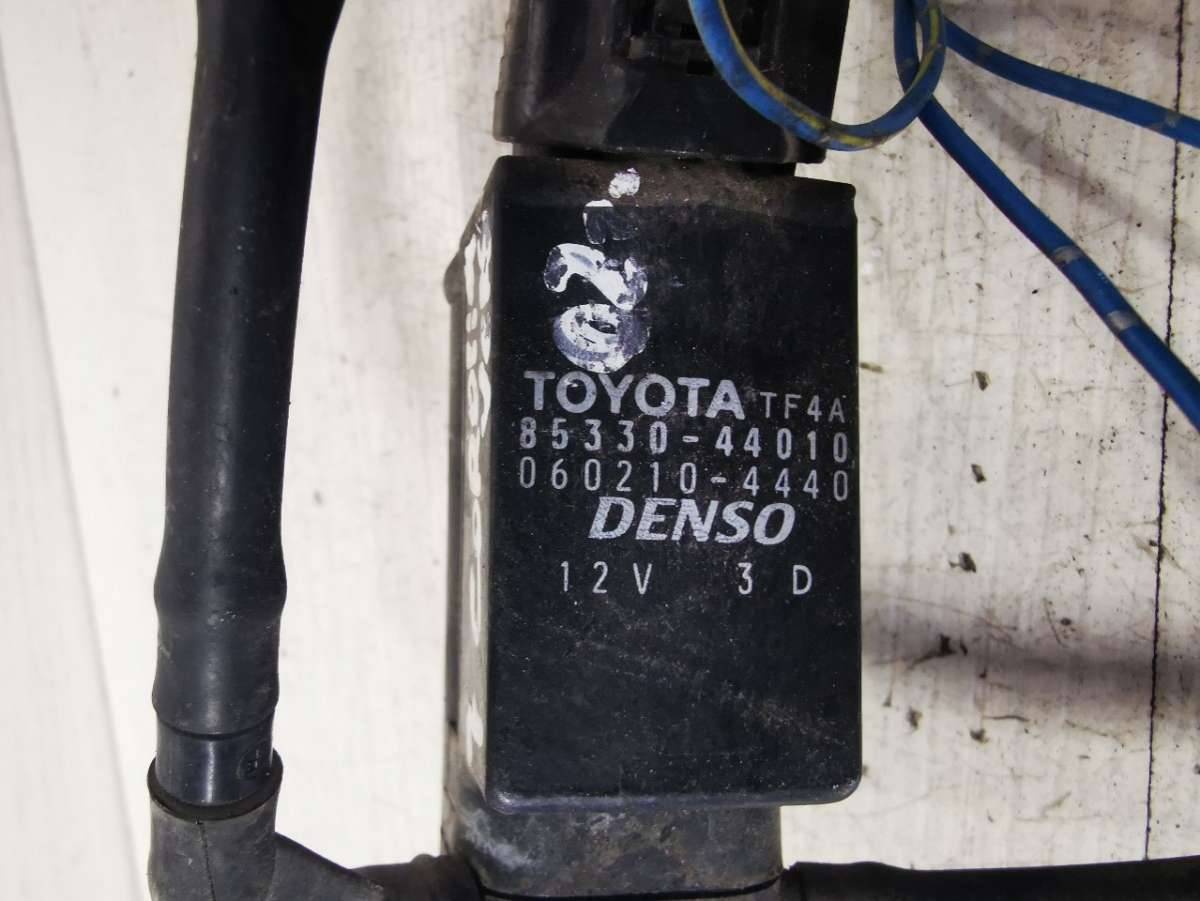 TOYOTA TF4A
85330-44010
060210-4440
DENSO
12V 3D